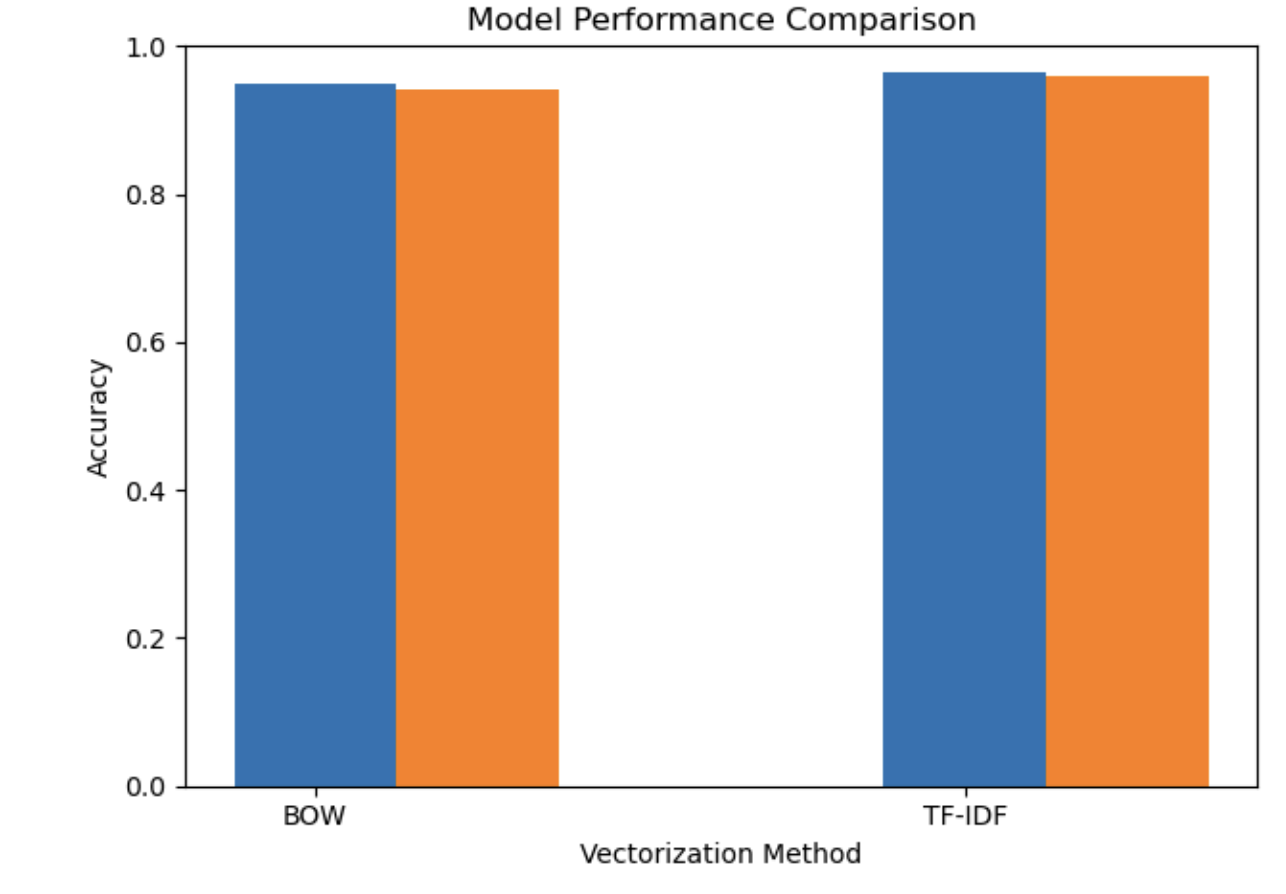 Model Performance Comparison
1.0
0.8
0.6
0.4
0.2
0.0
Accuracy
BOW
TF-IDF
Vectorization Method